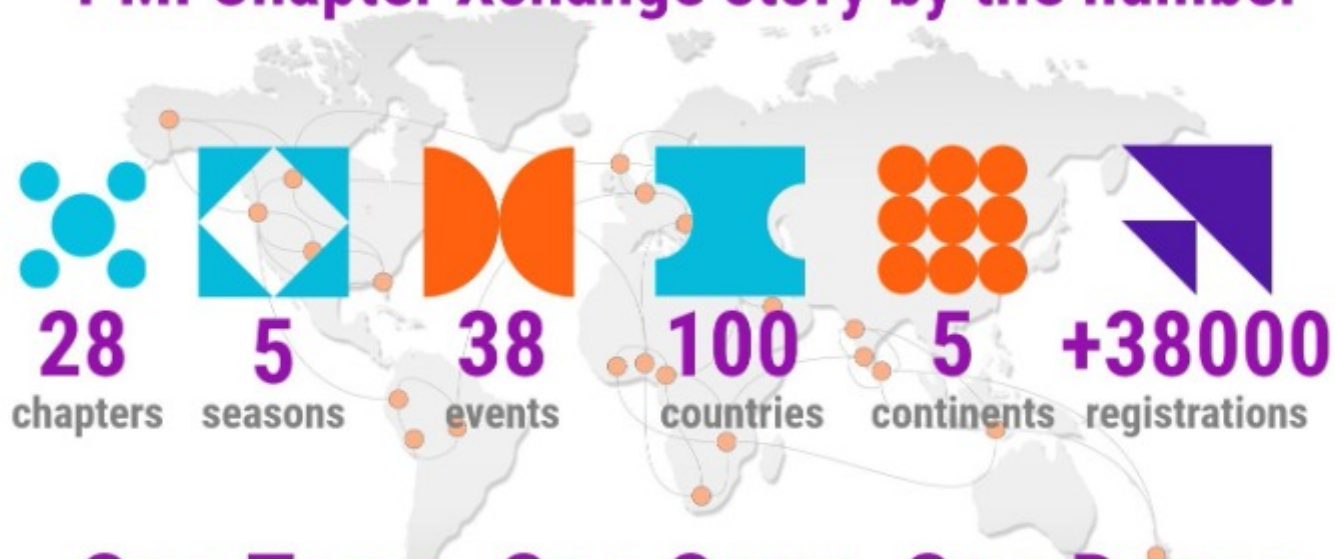 PMI Chapter Xchange story by the number
28 5 38 100 5 +38000
chapters seasons events countries continents registrations